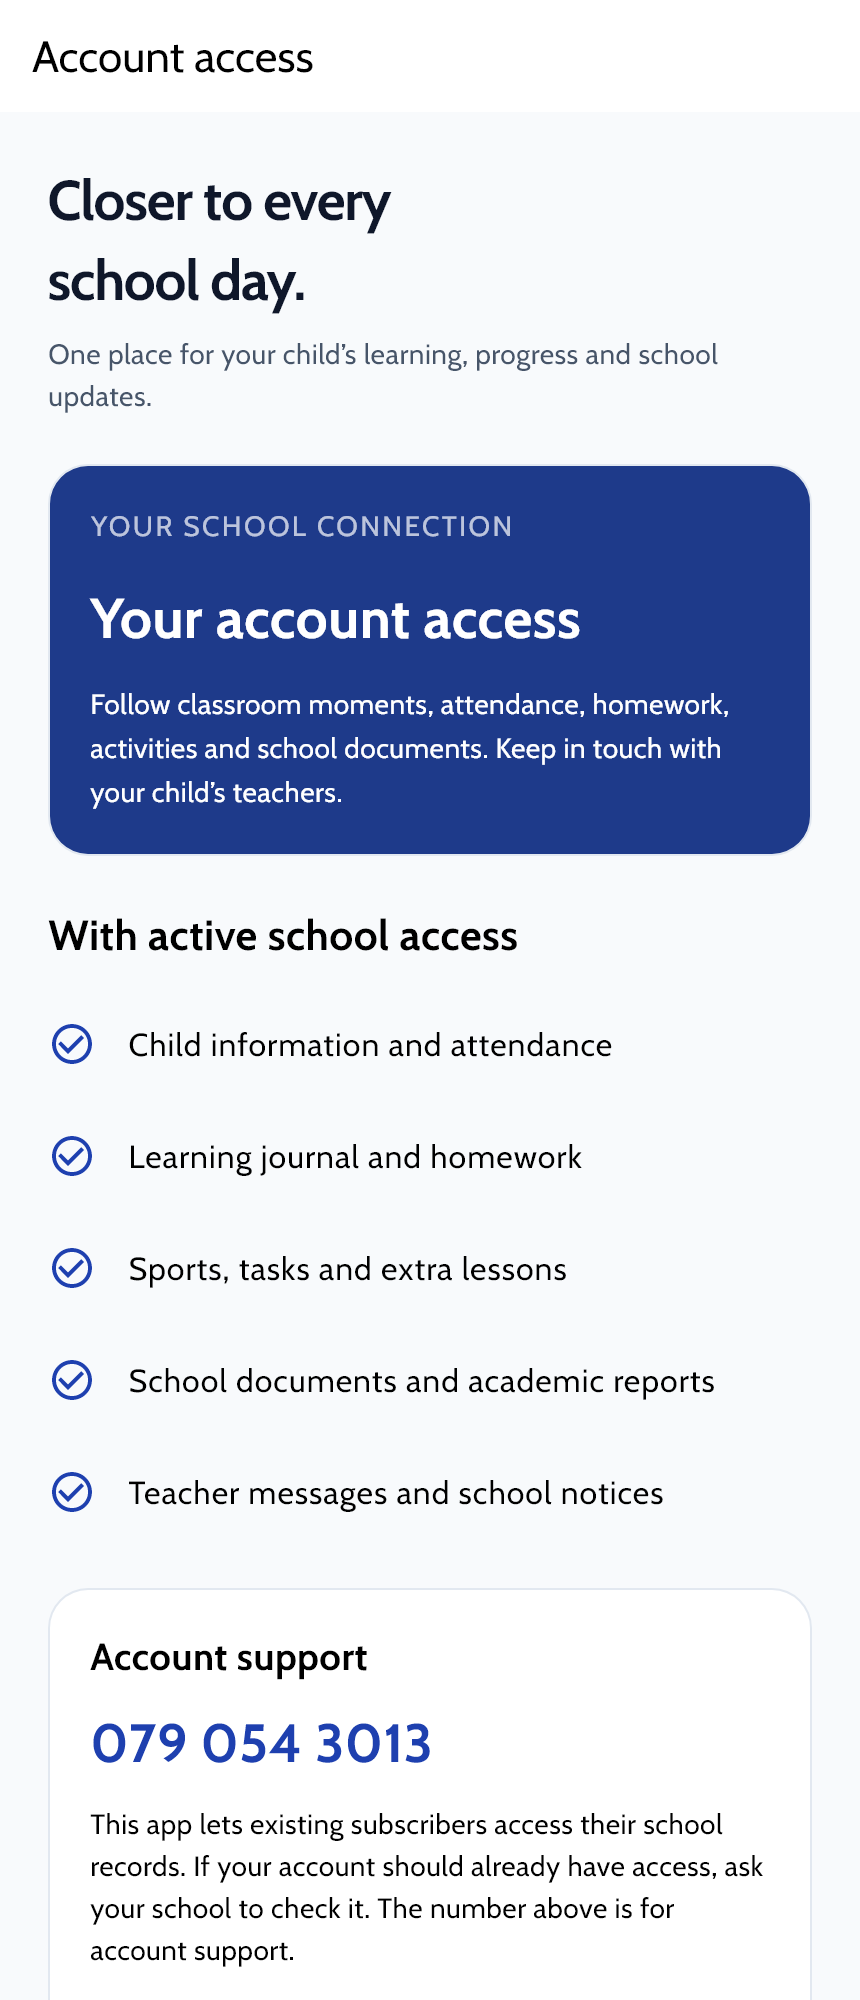 Account access
Closer to every
school day.
One place for your child’s learning, progress and school
updates.
YOUR SCHOOL CONNECTION
Your account access
Follow classroom moments, attendance, homework,
activities and school documents. Keep in touch with
your child’s teachers.
With active school access
Child information and attendance
Learning journal and homework
Sports, tasks and extra lessons
School documents and academic reports
Teacher messages and school notices
Account support
079 054 3013
This app lets existing subscribers access their school
records. If your account should already have access, ask
your school to check it. The number above is for
account support.